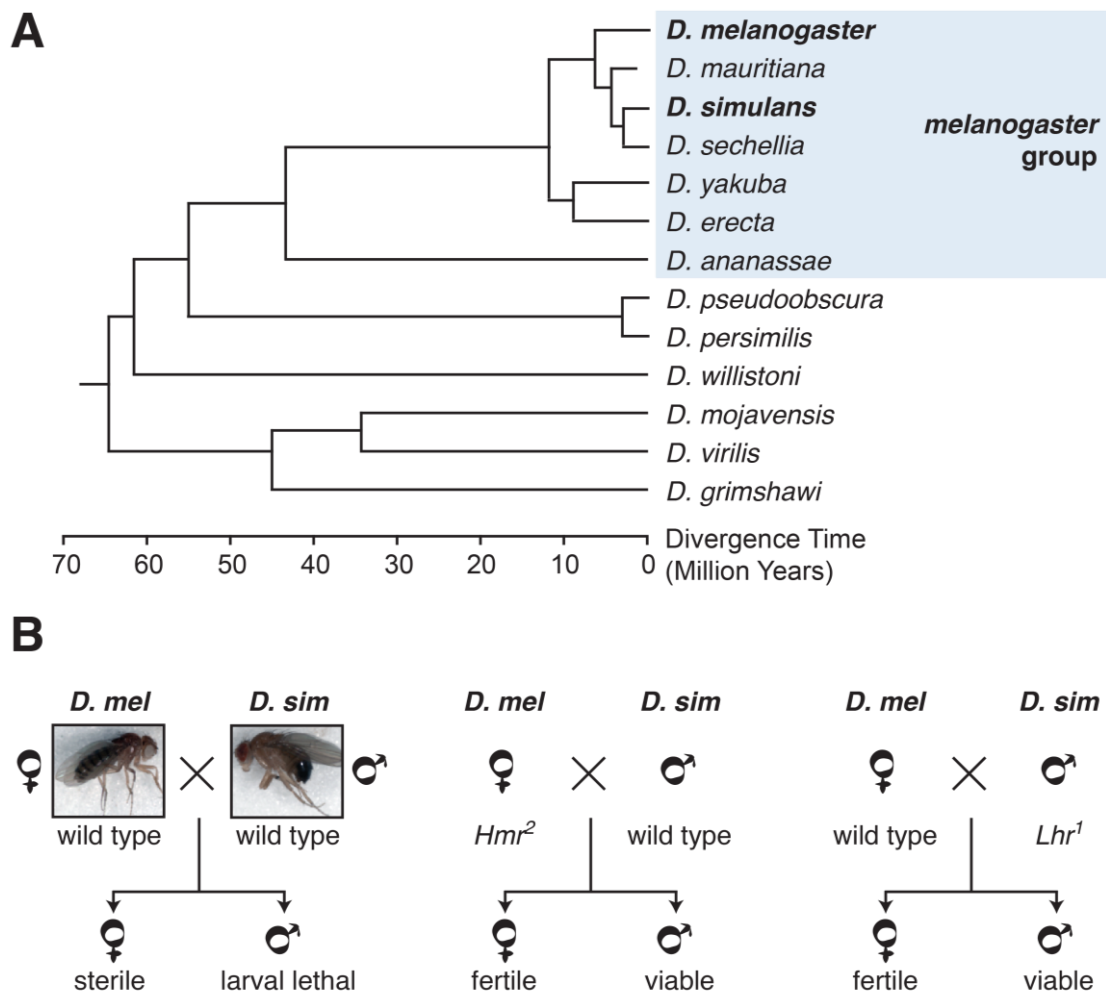 A
D. melanogaster
D. mauritiana
D. simulans
D. sechellia
D. yakuba
D. erecta
D. ananassae
melanogaster
group
D. pseudoobscura
D. persimilis
D. willistoni
D. mojavensis
D. virilis
D. grimshawi
70 60 50 40 30 20 10 0
Divergence Time
(Million Years)
B
D. mel D. sim D. mel D. sim D. mel D. sim
♀ ♂ ♀ ♂ ♀ ♂
wild type wild type Hmr² wild type wild type Lhr¹
♀ ♂ ♀ ♂ ♀ ♂
sterile larval lethal fertile viable fertile viable